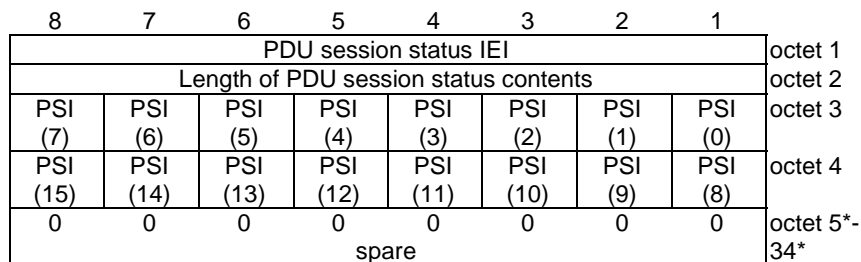 8 7 6 5 4 3 2 1
PDU session status IEI octet 1
Length of PDU session status contents octet 2
PSI PSI PSI PSI PSI PSI PSI PSI octet 3
(7) (6) (5) (4) (3) (2) (1) (0)
PSI PSI PSI PSI PSI PSI PSI PSI octet 4
(15) (14) (13) (12) (11) (10) (9) (8)
0 0 0 0 0 0 0 0 octet 5*-
spare 34*